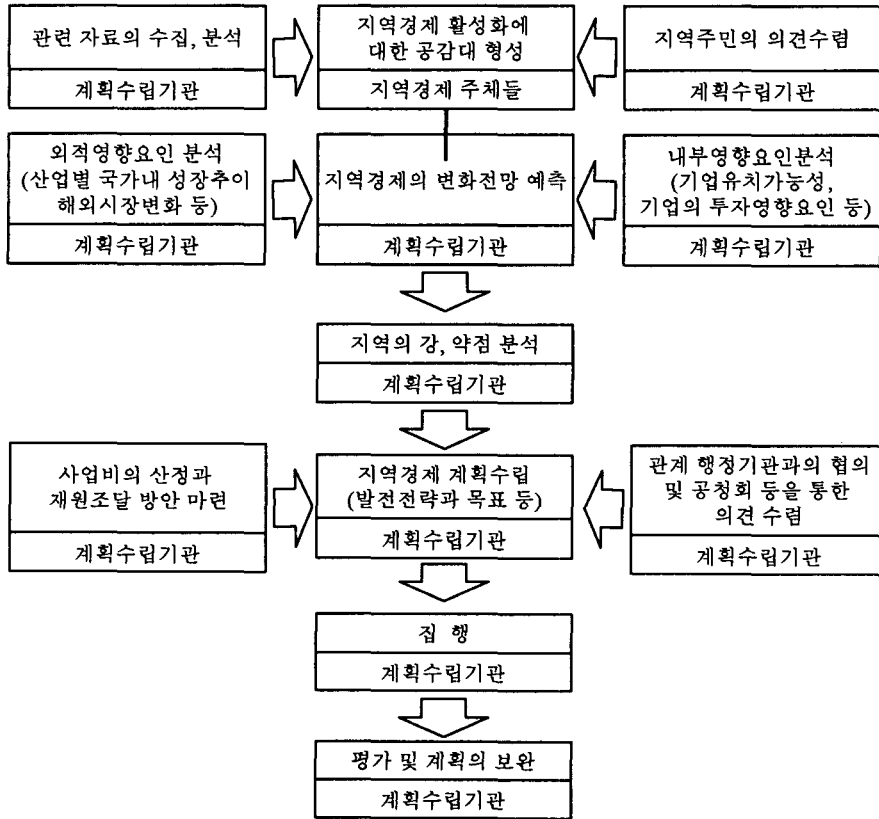 관련 자료의 수집, 분석
계획수립기관
지역경제 활성화에
대한 공감대 형성
지역경제 주체들
지역주민의 의견수렴
계획수립기관
외적영향요인 분석
(산업별 국가내 성장추이
해외시장변화 등)
계획수립기관
지역경제의 변화전망 예측
계획수립기관
내부영향요인분석
(기업유치가능성,
기업의 투자영향요인 등)
계획수립기관
지역의 강, 약점 분석
계획수립기관
사업비의 산정과
재원조달 방안 마련
계획수립기관
지역경제 계획수립
(발전전략과 목표 등)
계획수립기관
관계 행정기관과의 협의
및 공청회 등을 통한
의견 수렴
계획수립기관
집 행
계획수립기관
평가 및 계획의 보완
계획수립기관